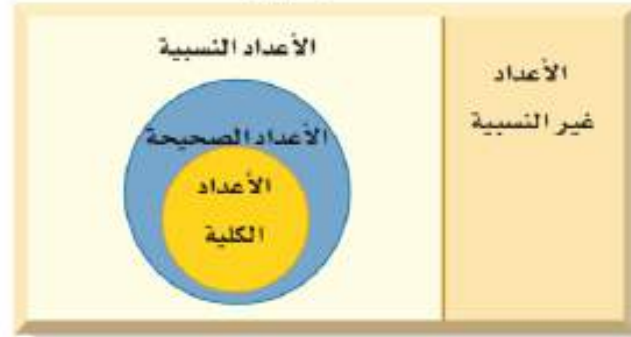 الأعداد النسبية
الأعداد الصحيحة
الأعداد
الكلية
الأعداد
غير النسبية